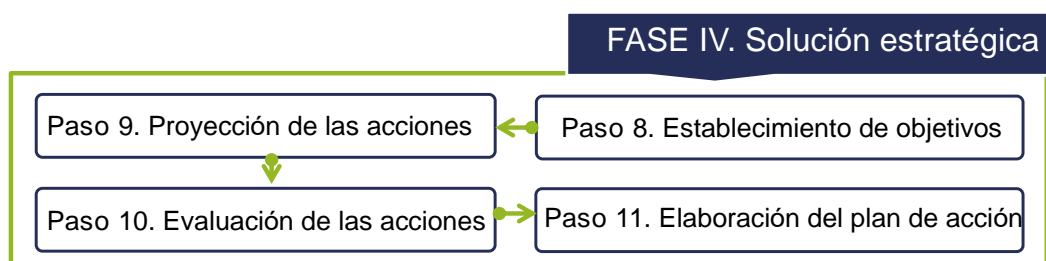 FASE IV. Solución estratégica
Paso 9. Proyección de las acciones
Paso 8. Establecimiento de objetivos
Paso 10. Evaluación de las acciones
Paso 11. Elaboración del plan de acción